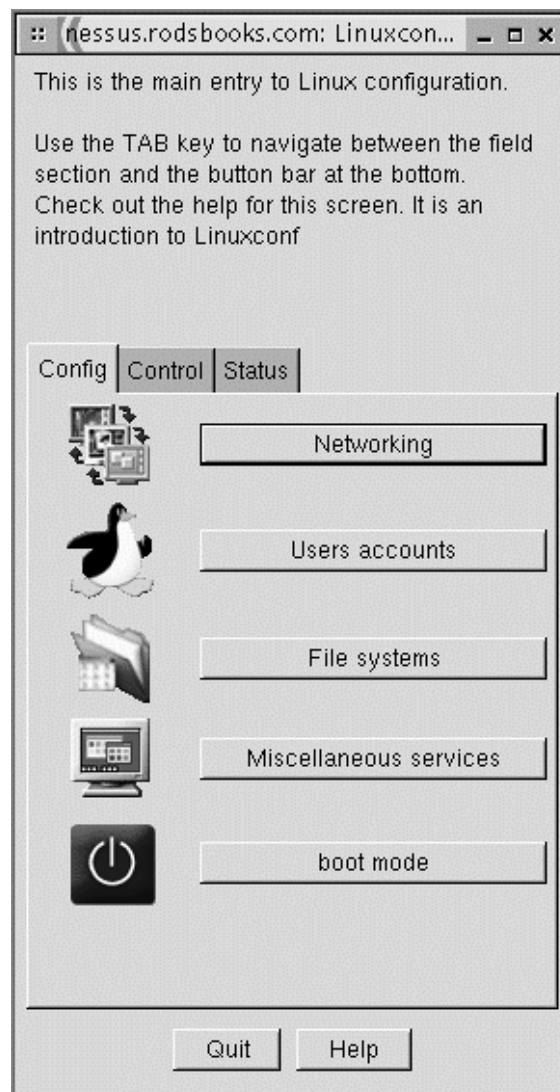 nessus.rodsbooks.com: Linuxcon...
This is the main entry to Linux configuration.
Use the TAB key to navigate between the field
section and the button bar at the bottom.
Check out the help for this screen. It is an
introduction to Linuxconf
Config Control Status
Networking
Users accounts
File systems
Miscellaneous services
boot mode
Quit Help